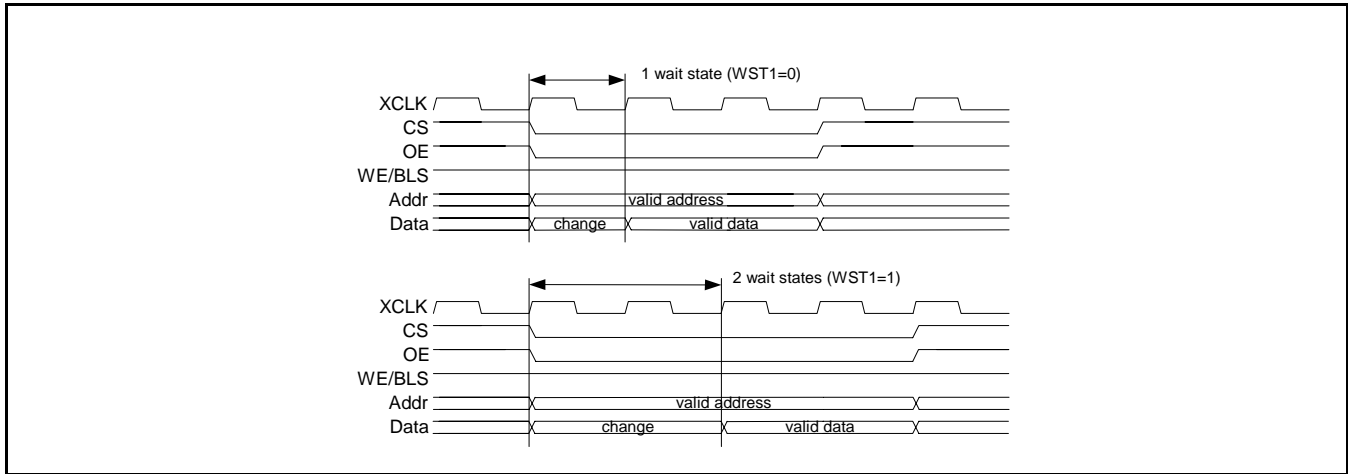 1 wait state (WST1=0)
XCLK
CS
OE
WE/BLS
Addr
valid address
Data
change
valid data
2 wait states (WST1=1)
XCLK
CS
OE
WE/BLS
Addr
valid address
Data
change
valid data